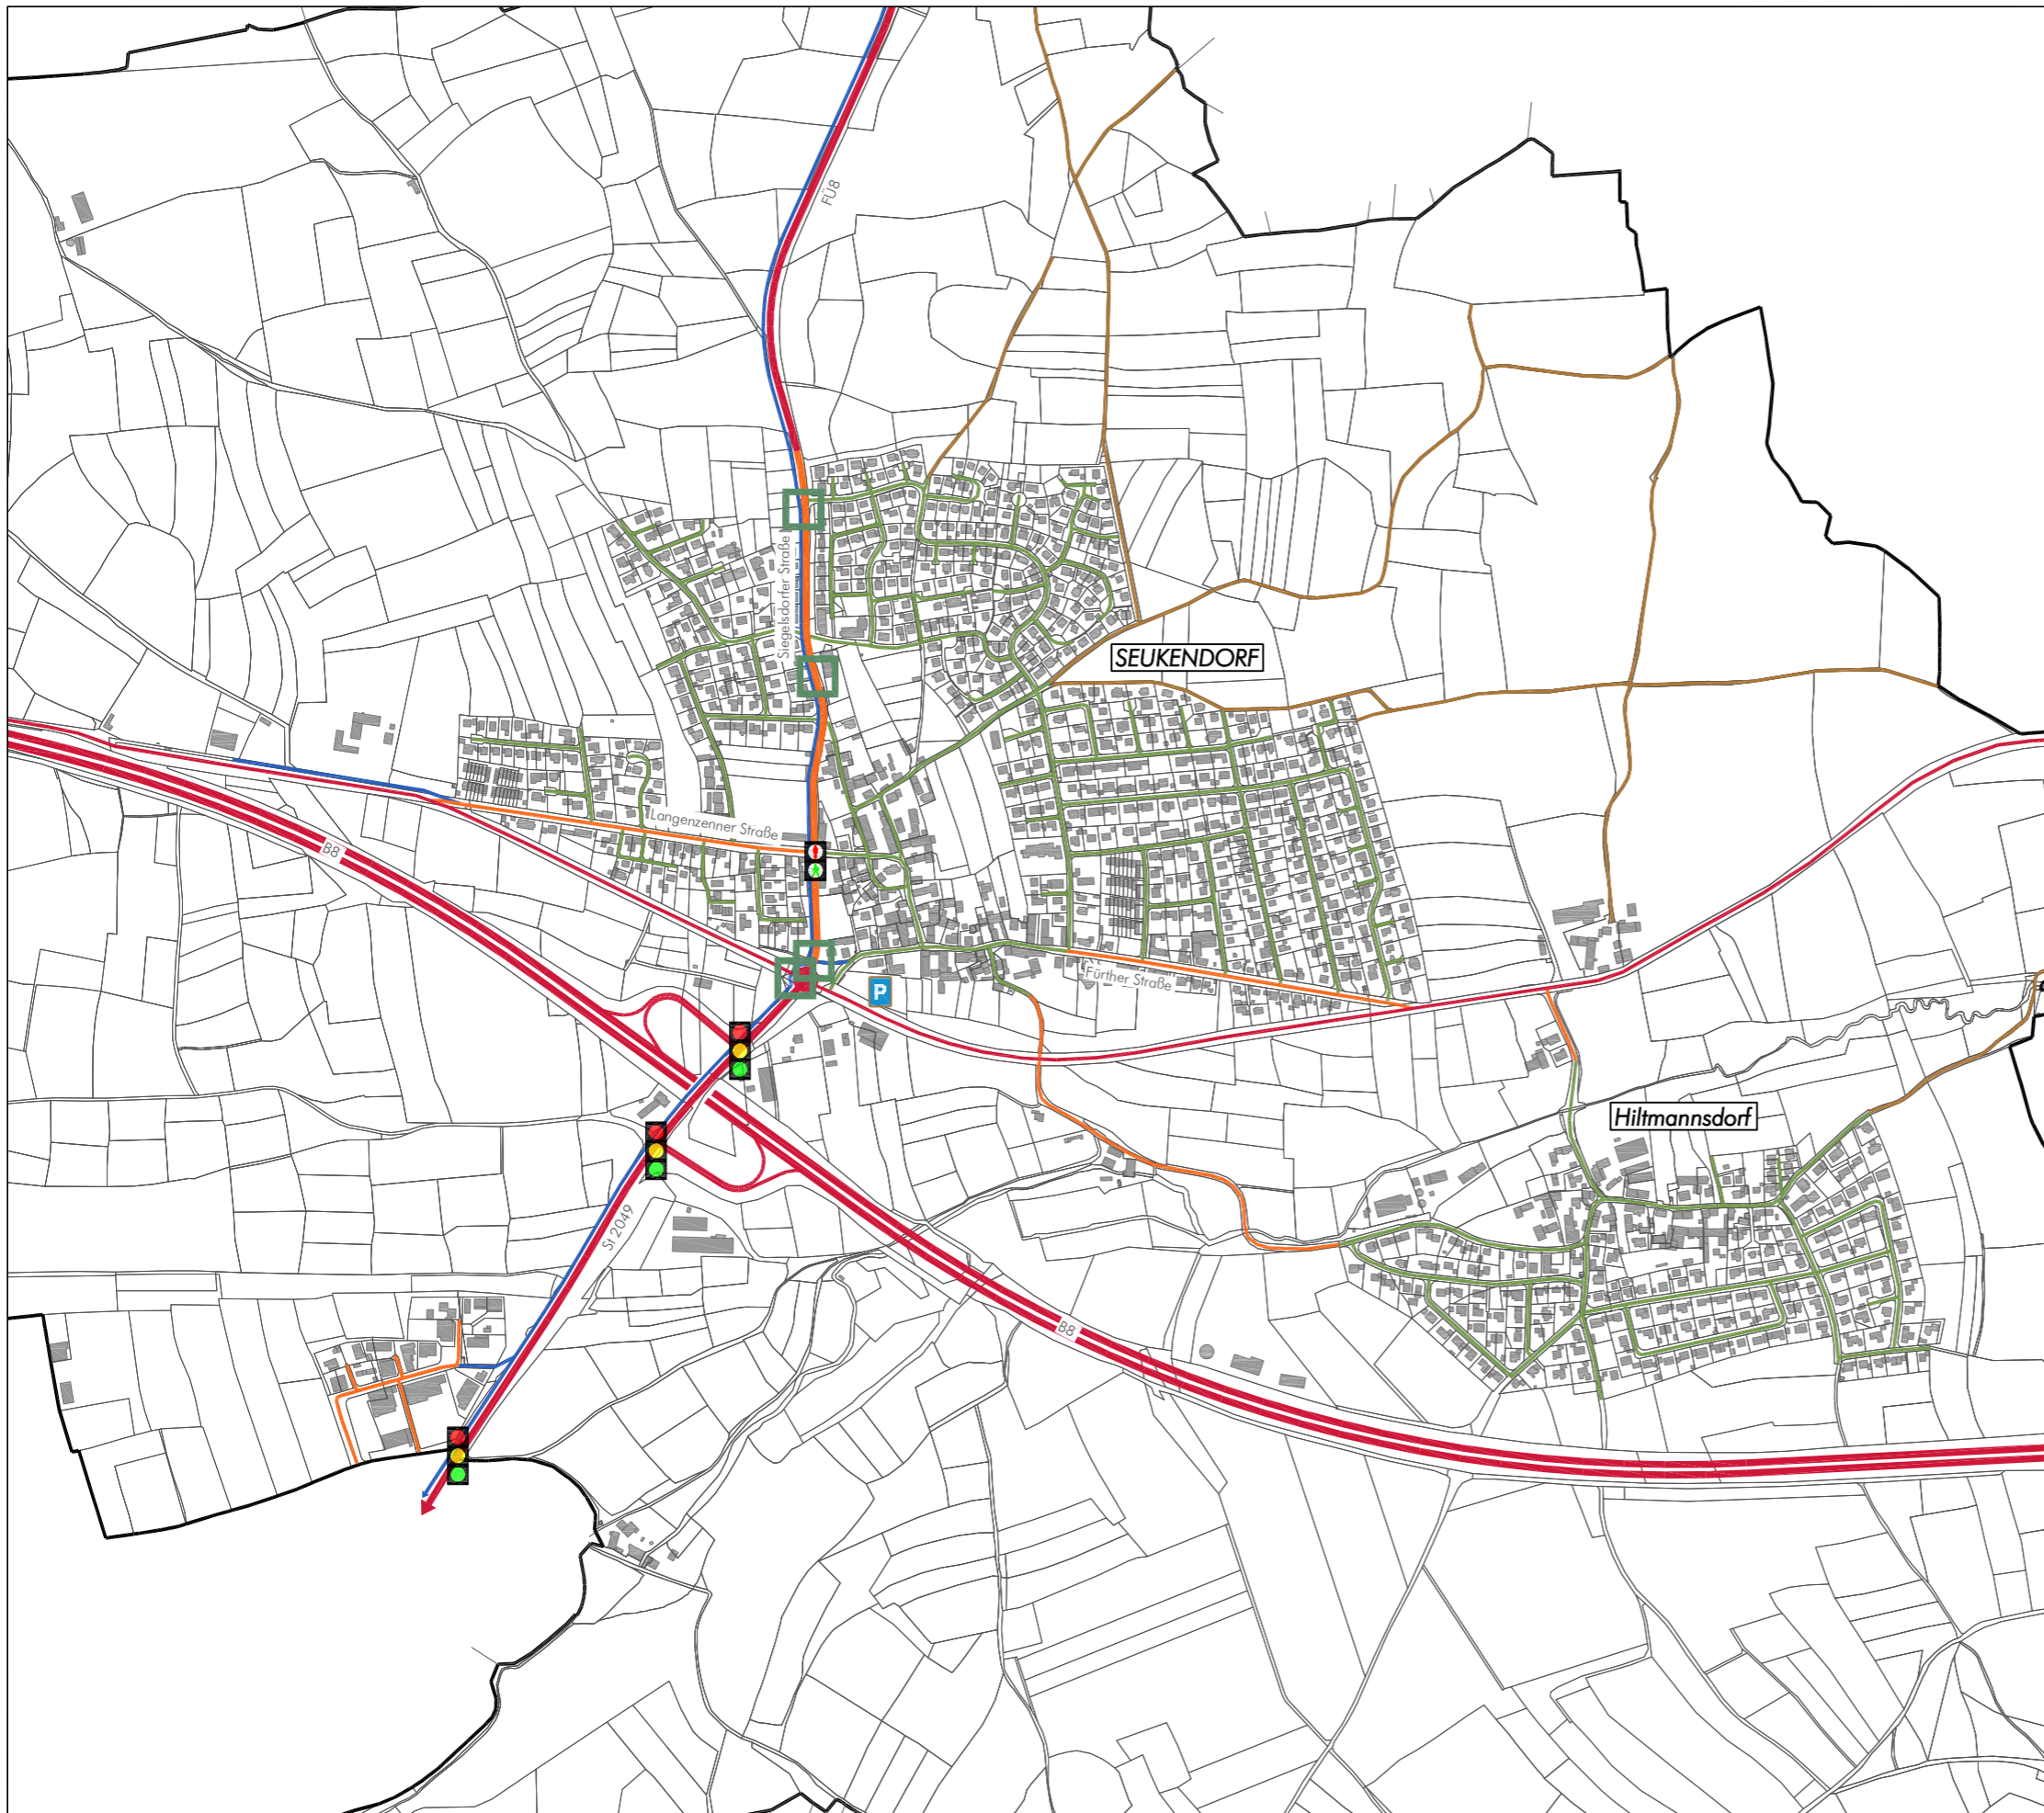 FÜ8
Siegelsdorfer Straße
SEUKENDORF
Langenzenner Straße
B8
Fürther Straße
P
Hiltmannsdorf
St 2049
B8